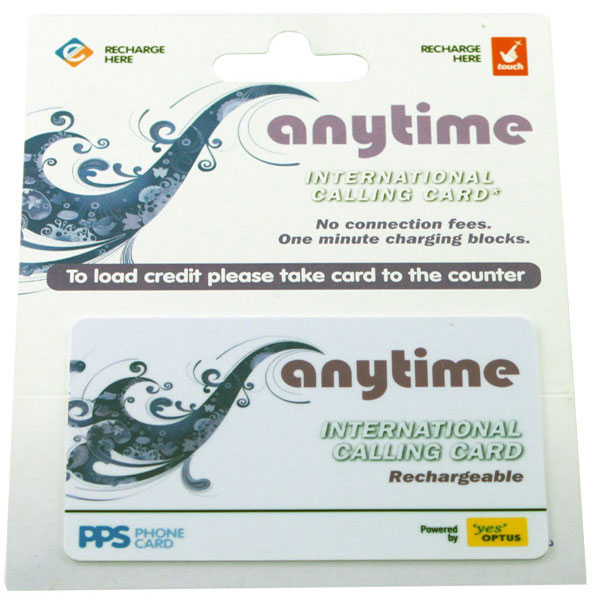 e RECHARGE HERE
RECHARGE HERE touch
anytime
INTERNATIONAL
CALLING CARD*
No connection fees.
One minute charging blocks.
To load credit please take card to the counter
anytime
INTERNATIONAL
CALLING CARD
Rechargeable
PPS PHONE CARD
Powered by 'yes' OPTUS